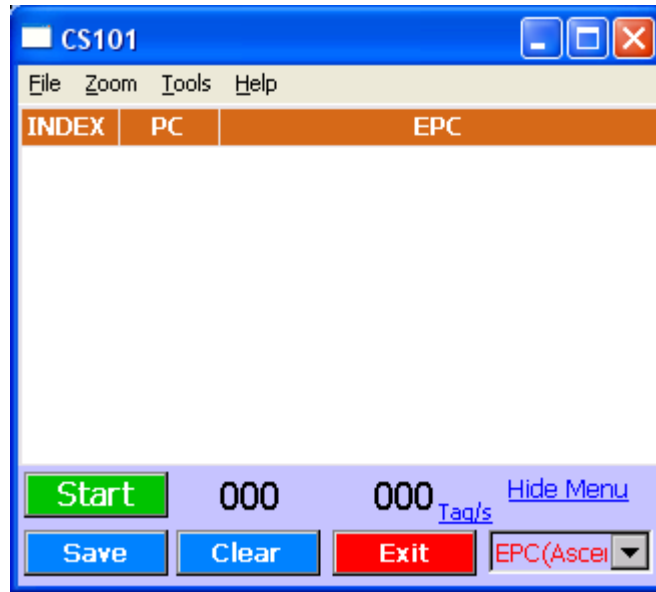 CS101
File Zoom Tools Help
INDEX PC EPC
Start 000 000 Tag/s Hide Menu
Save Clear Exit EPC(Ascei